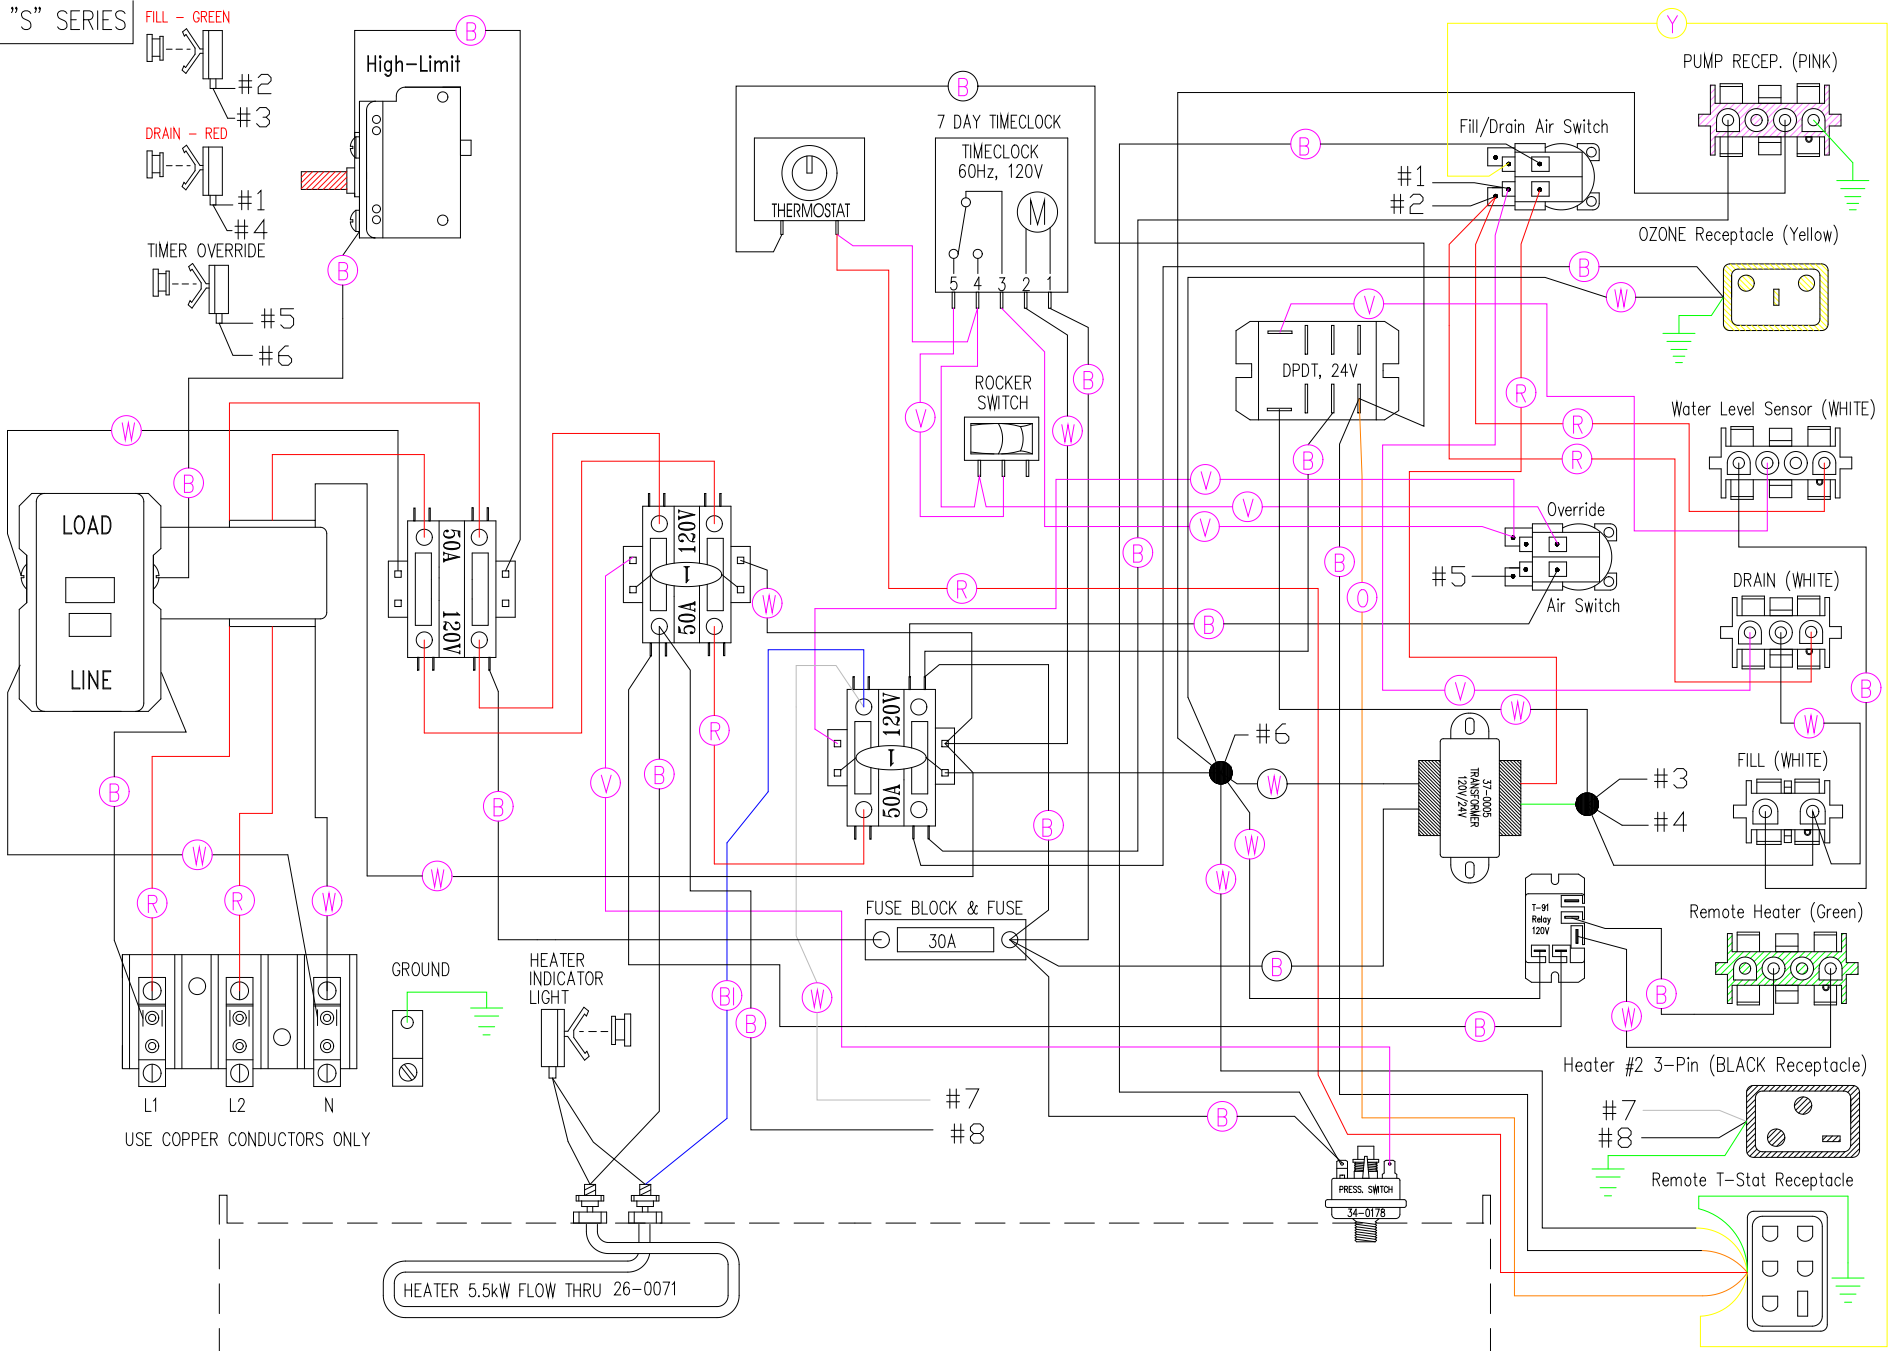 "S" SERIES
FILL - GREEN
#2
#3
DRAIN - RED
#1
#4
TIMER OVERRIDE
#5
#6
High-Limit
B
B
B
W
LOAD
LINE
50A
120V
120V
50A
1
120V
50A
1
THERMOSTAT
B
7 DAY TIMECLOCK
TIMECLOCK
60Hz, 120V
M
5 4 3 2 1
ROCKER
SWITCH
V
W
B
Y
PUMP RECEP. (PINK)
Fill/Drain Air Switch
B
#1
#2
OZONE Receptacle (Yellow)
B
W
V
DPDT, 24V
R
R
R
B
Water Level Sensor (WHITE)
V
V
V
Override
#5
Air Switch
B
B
O
R
B
W
DRAIN (WHITE)
B
V
W
W
FILL (WHITE)
R
B
V
B
B
#6
W
37-0005
TRANSFORMER
120V/24V
#3
#4
B
W
W
W
W
R
R
W
B
FUSE BLOCK & FUSE
30A
T-91
Relay
120V
Remote Heater (Green)
B
W
B
B
GROUND
HEATER
INDICATOR
LIGHT
Bl
B
W
L1
L2
N
USE COPPER CONDUCTORS ONLY
#7
#8
B
Heater #2 3-Pin (BLACK Receptacle)
#7
#8
PRESS. SWITCH
34-0178
Remote T-Stat Receptacle
HEATER 5.5kW FLOW THRU 26-0071